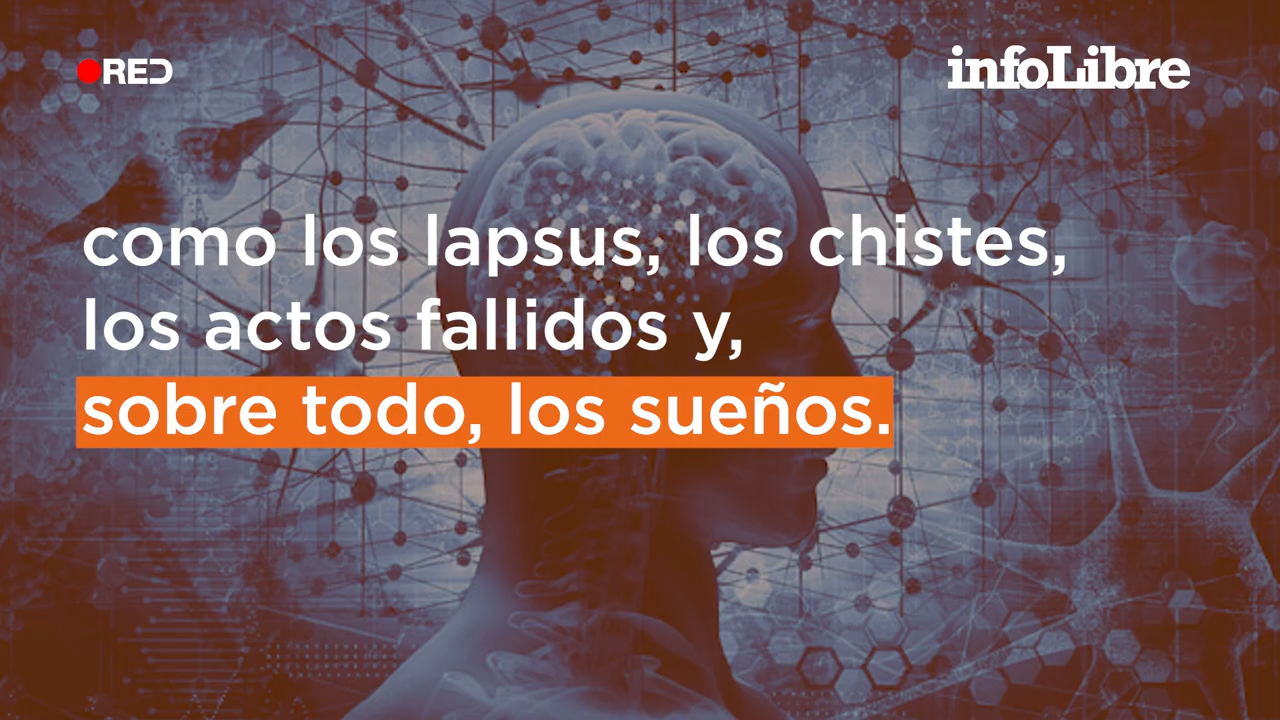 RED
infoLibre
como los lapsus, los chistes,
los actos fallidos y,
sobre todo, los sueños.